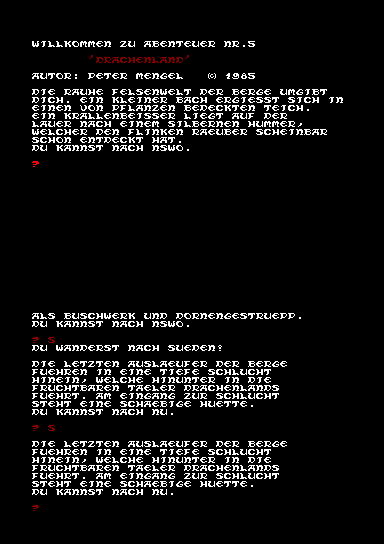 WILLKOMMEN ZU ABENTEUER NR.5
"DRACHENLAND"
AUTOR: PETER MENGEL © 1985
DIE RAUHE FELSENWELT DER BERGE UMGIBT
DICH. EIN KLEINER BACH ERGIESST SICH IN
EINEN VON PFLANZEN BEDECKTEN TEICH.
EIN KRALLENBEISSER LIEGT AUF DER
LAUER NACH EINEM SILBERNEN HUMMER,
WELCHER DEN FLINKEN RAEUBER SCHEINBAR
SCHON ENTDECKT HAT.
DU KANNST NACH NSWO.
?
ALS BUSCHWERK UND DORNENGESTRUEPP.
DU KANNST NACH NSWO.
? S
DU WANDERST NACH SUEDEN?
DIE LETZTEN AUSLAEUFER DER BERGE
FUEHREN IN EINE TIEFE SCHLUCHT
HINEIN, WELCHE HINUNTER IN DIE
FRUCHTBAREN TAELER DRACHENLANDS
FUEHRT. AM EINGANG ZUR SCHLUCHT
STEHT EINE SCHAEBIGE HUETTE.
DU KANNST NACH NU.
? S
DIE LETZTEN AUSLAEUFER DER BERGE
FUEHREN IN EINE TIEFE SCHLUCHT
HINEIN, WELCHE HINUNTER IN DIE
FRUCHTBAREN TAELER DRACHENLANDS
FUEHRT. AM EINGANG ZUR SCHLUCHT
STEHT EINE SCHAEBIGE HUETTE.
DU KANNST NACH NU.
?